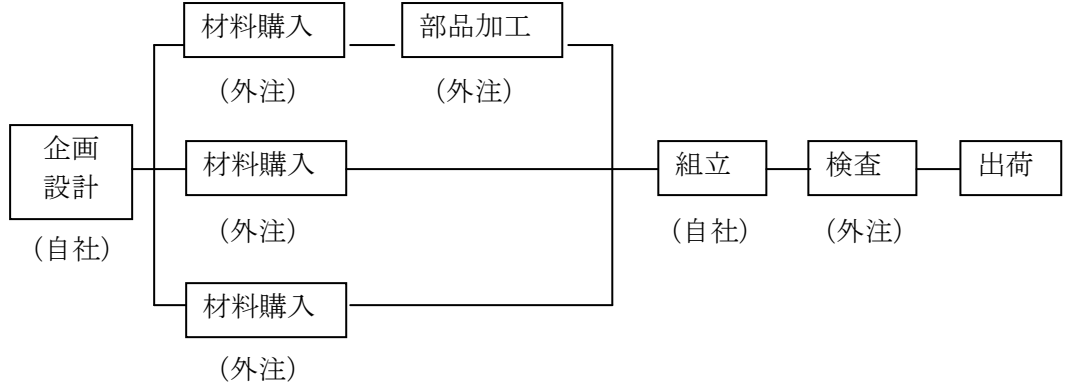 材料購入
部品加工
（外注）
（外注）
企画
設計
材料購入
組立
検査
出荷
（自社）
（外注）
（自社）
（外注）
材料購入
（外注）